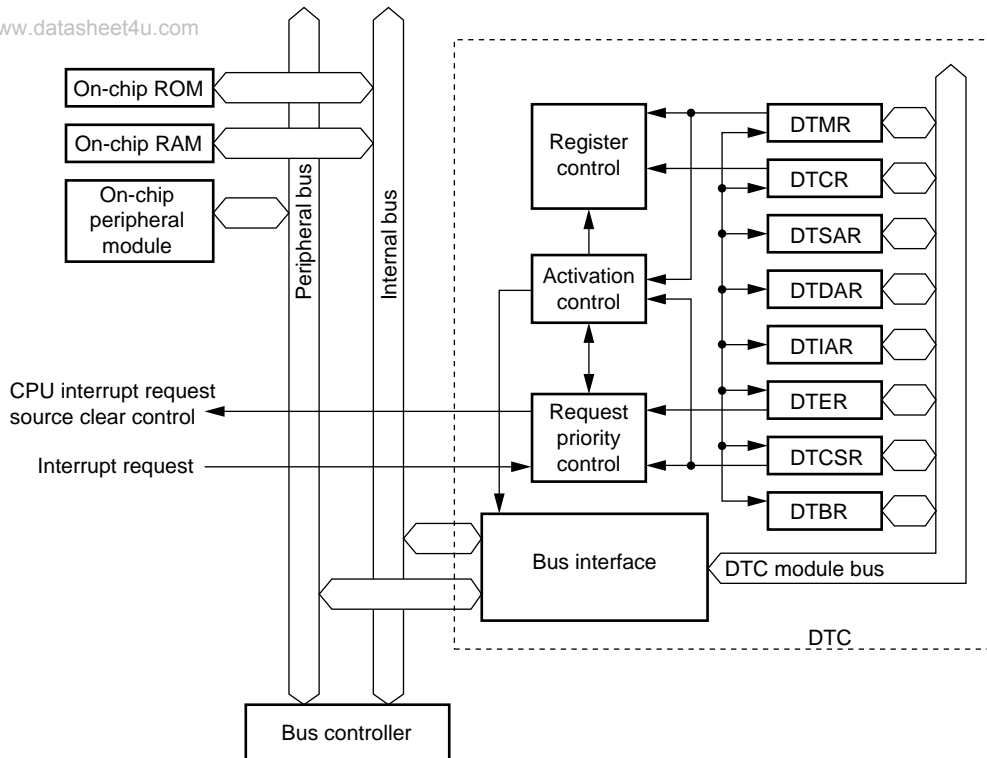 ww.datasheet4u.com
On-chip ROM
On-chip RAM
On-chip
peripheral
module
Peripheral bus
Internal bus
Register
control
Activation
control
Request
priority
control
CPU interrupt request
source clear control
Interrupt request
DTMR
DTCR
DTSAR
DTDAR
DTIAR
DTER
DTCSR
DTBR
Bus interface
DTC module bus
DTC
Bus controller